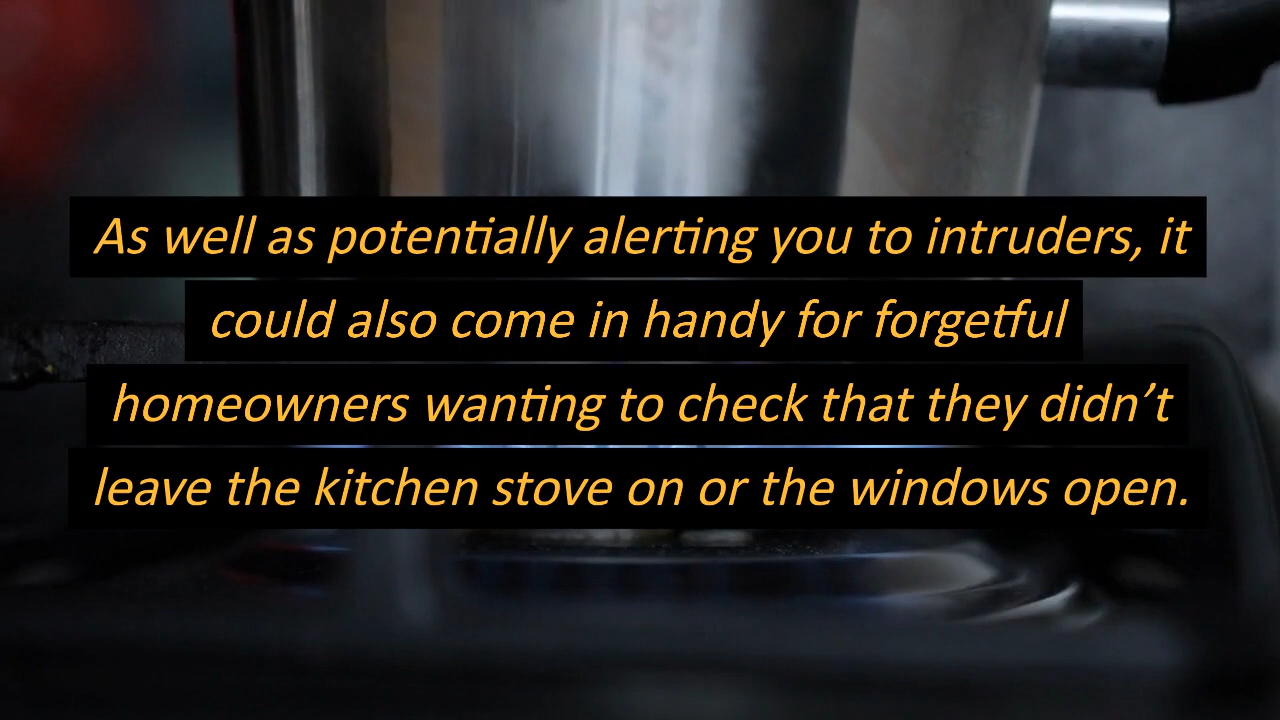 As well as potentially alerting you to intruders, it
could also come in handy for forgetful
homeowners wanting to check that they didn’t
leave the kitchen stove on or the windows open.